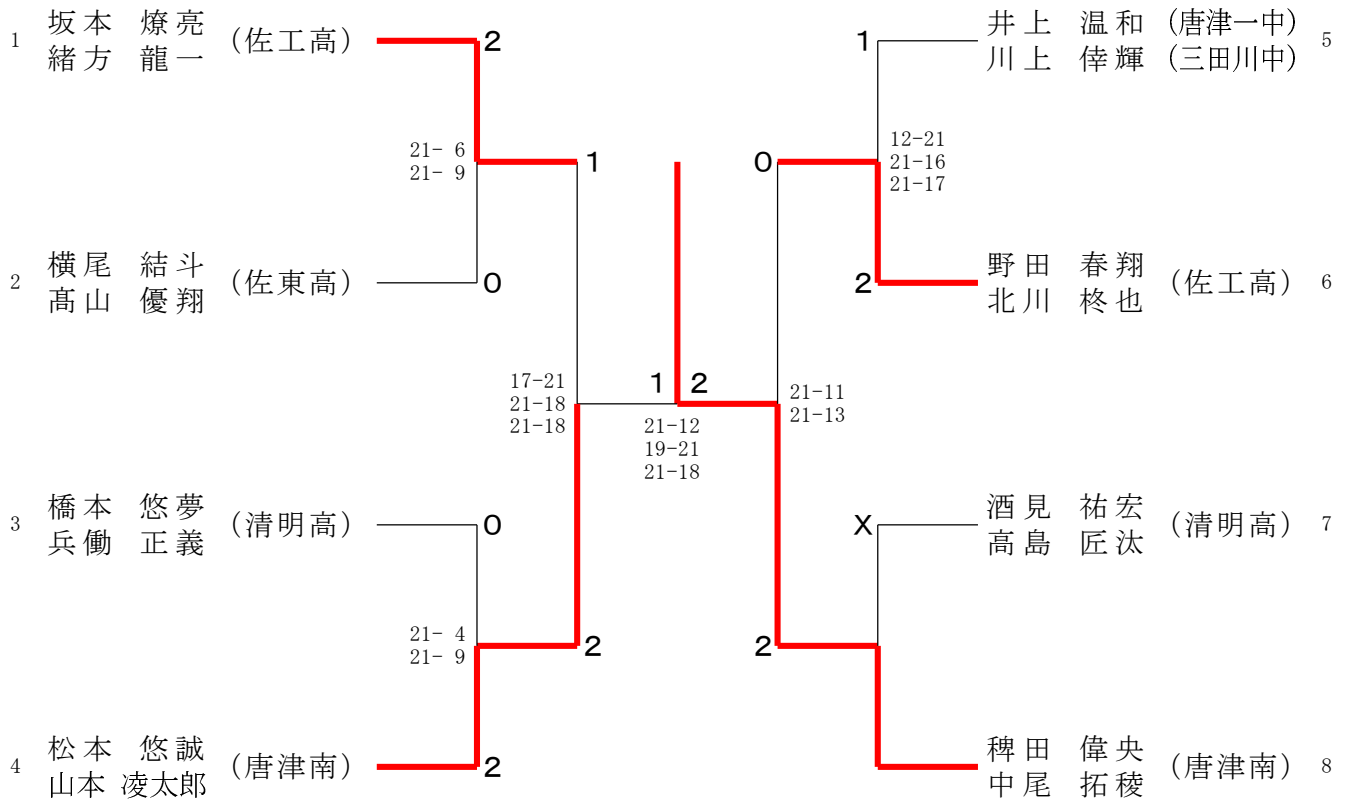 1 坂本 燎亮 (佐工高) 2
緒方 龍一
21- 6
21- 9
1
2 横尾 結斗 (佐東高) 0
髙山 優翔
17-21
21-18
21-18
3 橋本 悠夢 (清明高) 0
兵働 正義
21- 4
21- 9
2
4 松本 悠誠 (唐津南) 2
山本 凌太郎
1 2
21-12
19-21
21-18
1 井上 温和 (唐津一中) 5
川上 倖輝 (三田川中)
0
12-21
21-16
21-17
2 野田 春翔 (佐工高) 6
北川 柊也
21-11
21-13
X 酒見 祐宏 (清明高) 7
高島 匠汰
2
稗田 偉央 (唐津南) 8
中尾 拓稜